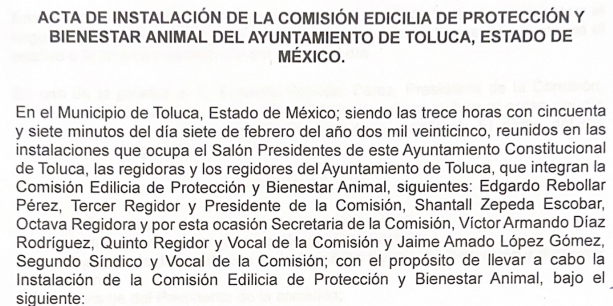 ACTA DE INSTALACIÓN DE LA COMISIÓN EDICILIA DE PROTECCIÓN Y
BIENESTAR ANIMAL DEL AYUNTAMIENTO DE TOLUCA, ESTADO DE
MÉXICO.
En el Municipio de Toluca, Estado de México; siendo las trece horas con cincuenta
y siete minutos del día siete de febrero del año dos mil veinticinco, reunidos en las
instalaciones que ocupa el Salón Presidentes de este Ayuntamiento Constitucional
de Toluca, las regidoras y los regidores del Ayuntamiento de Toluca, que integran la
Comisión Edilicia de Protección y Bienestar Animal, siguientes: Edgardo Rebollar
Pérez, Tercer Regidor y Presidente de la Comisión, Shantall Zepeda Escobar,
Octava Regidora y por esta ocasión Secretaria de la Comisión, Víctor Armando Díaz
Rodríguez, Quinto Regidor y Vocal de la Comisión y Jaime Amado López Gómez,
Segundo Síndico y Vocal de la Comisión; con el propósito de llevar a cabo la
Instalación de la Comisión Edilicia de Protección y Bienestar Animal, bajo el
siguiente: